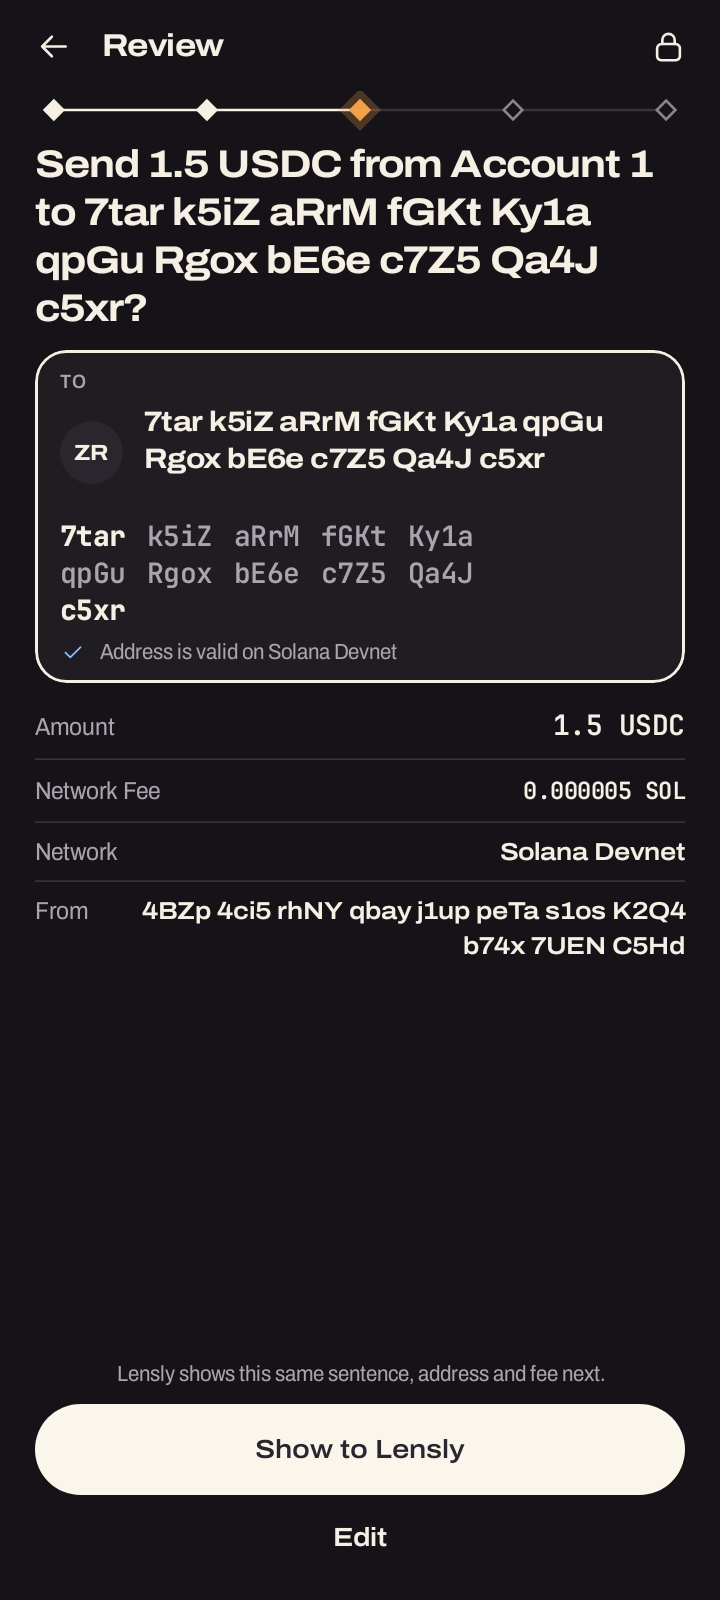 Review
Send 1.5 USDC from Account 1
to 7tar k5iZ aRrM fGKt Ky1a
qpGu Rgox bE6e c7Z5 Qa4J
c5xr?
TO
ZR
7tar k5iZ aRrM fGKt Ky1a qpGu
Rgox bE6e c7Z5 Qa4J c5xr
7tar k5iZ aRrM fGKt Ky1a
qpGu Rgox bE6e c7Z5 Qa4J
c5xr
Address is valid on Solana Devnet
Amount 1.5 USDC
Network Fee 0.000005 SOL
Network Solana Devnet
From 4BZp 4ci5 rhNY qbay j1up peTa s1os K2Q4
b74x 7UEN C5Hd
Lensly shows this same sentence, address and fee next.
Show to Lensly
Edit